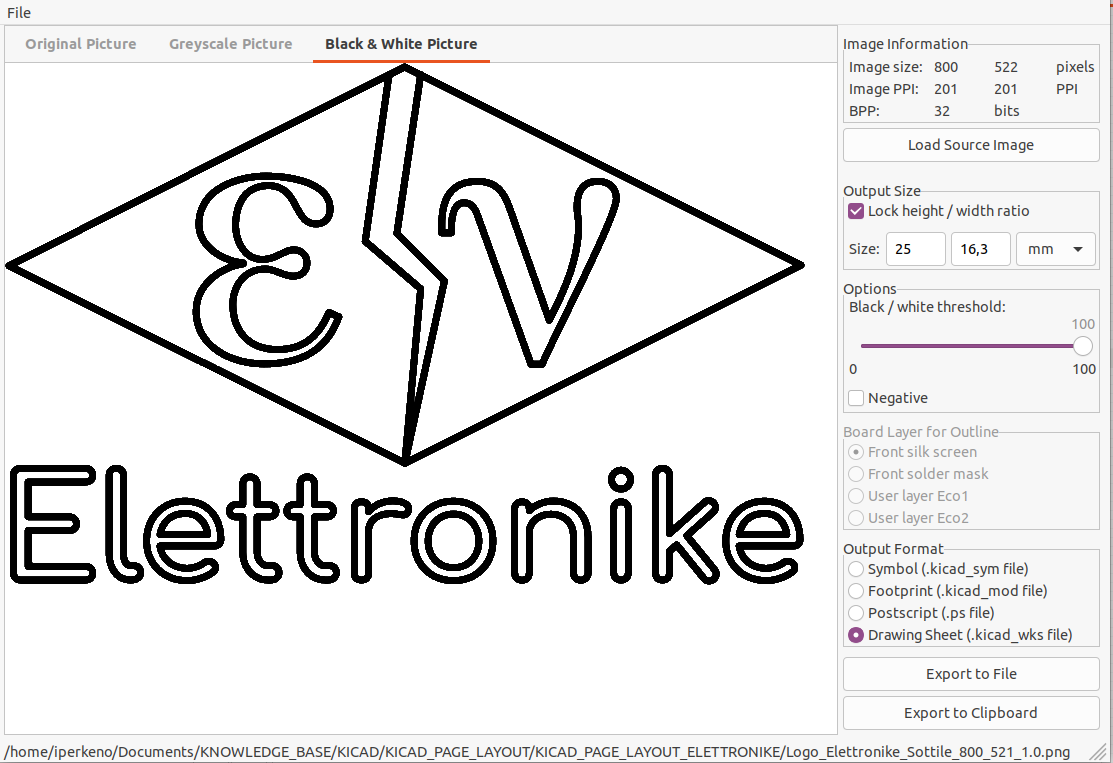 File
Original Picture Greyscale Picture Black & White Picture
Image Information
Image size: 800 522 pixels
Image PPI: 201 201 PPI
BPP: 32 bits
Load Source Image
Output Size
Lock height / width ratio
Size: 25 16,3 mm
Options
Black / white threshold:
100
0 100
Negative
Board Layer for Outline
Front silk screen
Front solder mask
User layer Eco1
User layer Eco2
Output Format
Symbol (.kicad_sym file)
Footprint (.kicad_mod file)
Postscript (.ps file)
Drawing Sheet (.kicad_wks file)
Export to File
Export to Clipboard
E V
Elettronike
/home/iperkeno/Documents/KNOWLEDGE_BASE/KICAD/KICAD_PAGE_LAYOUT/KICAD_PAGE_LAYOUT_ELETTRONIKE/Logo_Elettronike_Sottile_800_521_1.0.png